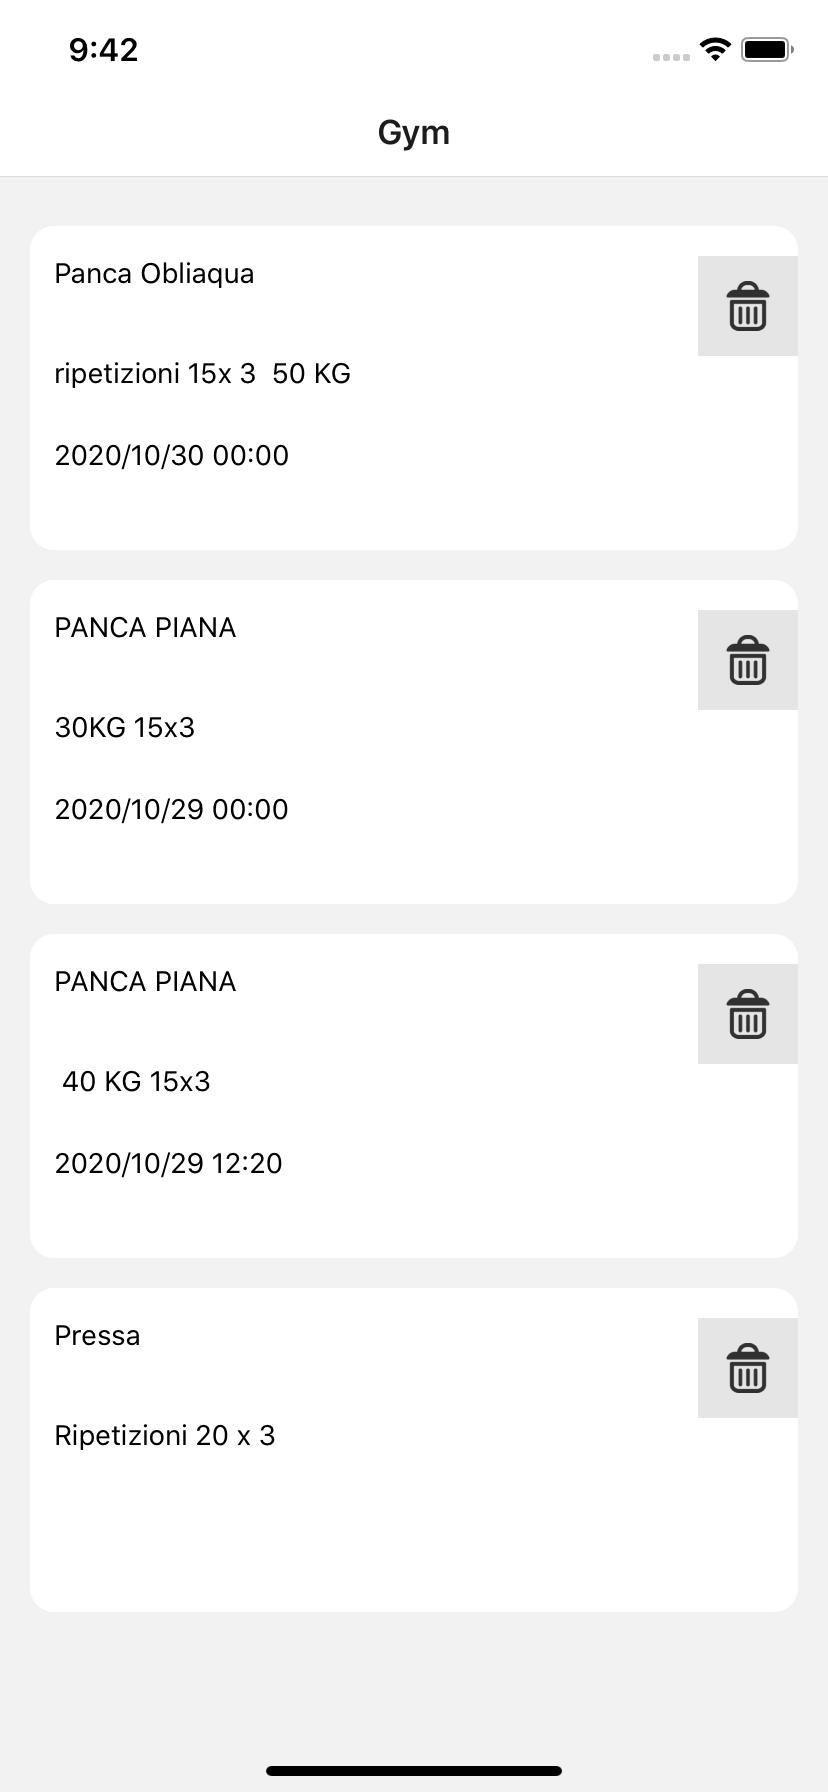 9:42
Gym
Panca Obliaqua
ripetizioni 15x 3  50 KG
2020/10/30 00:00
PANCA PIANA
30KG 15x3
2020/10/29 00:00
PANCA PIANA
40 KG 15x3
2020/10/29 12:20
Pressa
Ripetizioni 20 x 3